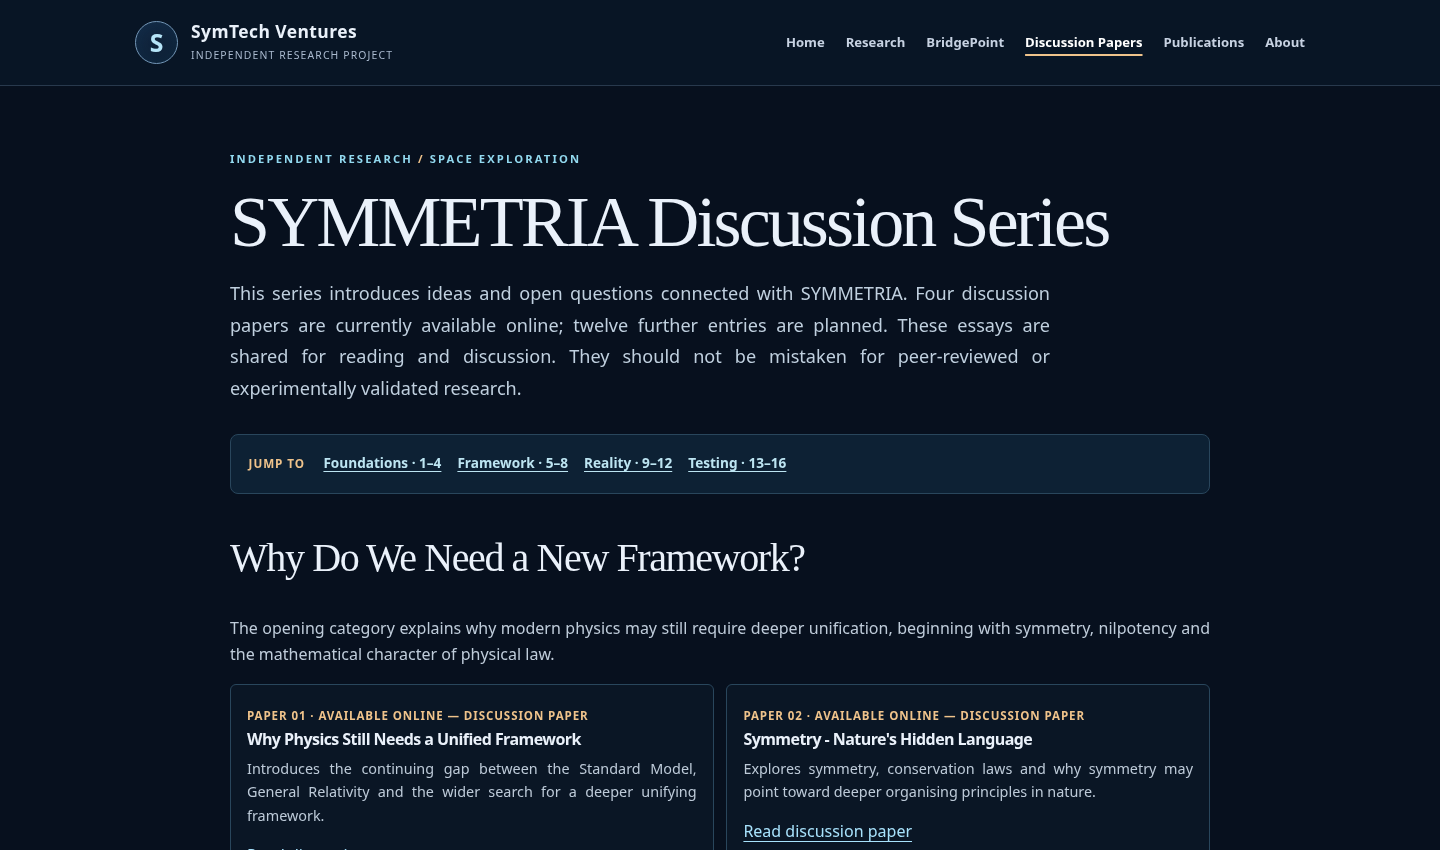 S
SymTech Ventures
INDEPENDENT RESEARCH PROJECT
Home Research BridgePoint Discussion Papers Publications About
INDEPENDENT RESEARCH / SPACE EXPLORATION
SYMMETRIA Discussion Series
This series introduces ideas and open questions connected with SYMMETRIA. Four discussion
papers are currently available online; twelve further entries are planned. These essays are
shared for reading and discussion. They should not be mistaken for peer-reviewed or
experimentally validated research.
JUMP TO Foundations · 1–4 Framework · 5–8 Reality · 9–12 Testing · 13–16
Why Do We Need a New Framework?
The opening category explains why modern physics may still require deeper unification, beginning with symmetry, nilpotency and
the mathematical character of physical law.
PAPER 01 · AVAILABLE ONLINE — DISCUSSION PAPER
Why Physics Still Needs a Unified Framework
Introduces the continuing gap between the Standard Model,
General Relativity and the wider search for a deeper unifying
framework.
PAPER 02 · AVAILABLE ONLINE — DISCUSSION PAPER
Symmetry - Nature's Hidden Language
Explores symmetry, conservation laws and why symmetry may
point toward deeper organising principles in nature.
Read discussion paper